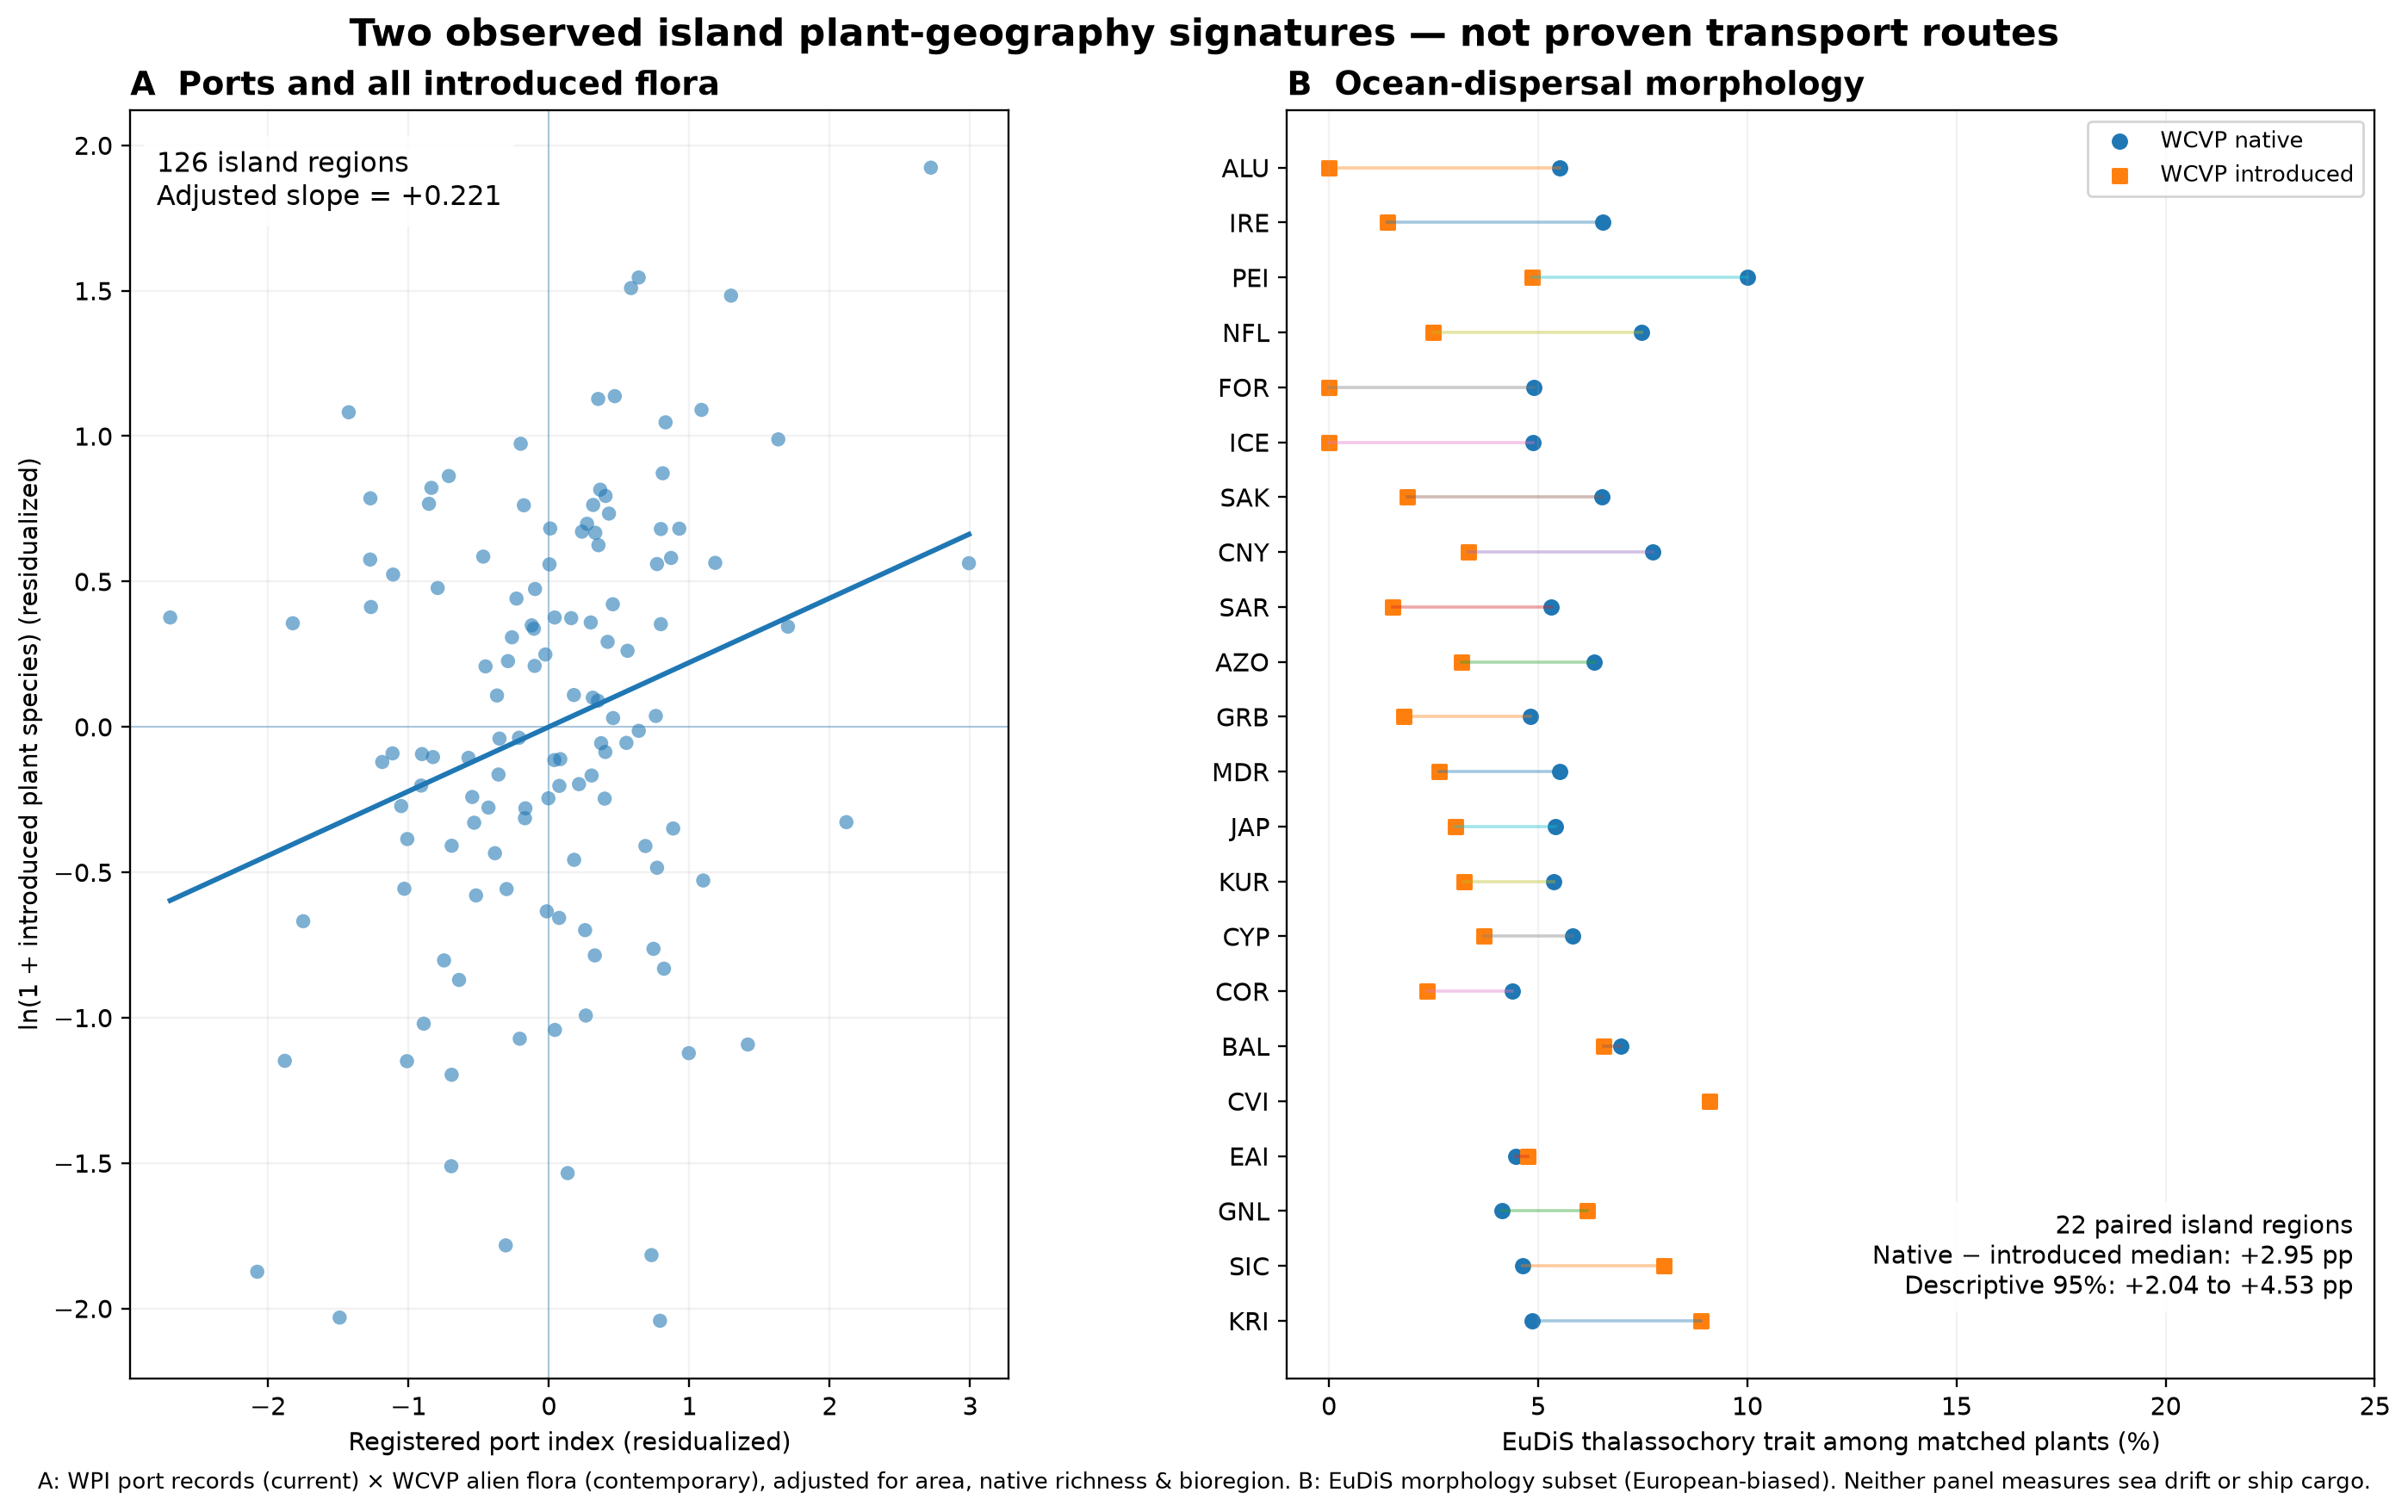 Two observed island plant-geography signatures — not proven transport routes
A Ports and all introduced flora
126 island regions
Adjusted slope = +0.221
ln(1 + introduced plant species) (residualized)
2.0
1.5
1.0
0.5
0.0
−0.5
−1.0
−1.5
−2.0
−2 −1 0 1 2 3
Registered port index (residualized)
B Ocean-dispersal morphology
WCVP native
WCVP introduced
ALU
IRE
PEI
NFL
FOR
ICE
SAK
CNY
SAR
AZO
GRB
MDR
JAP
KUR
CYP
COR
BAL
CVI
EAI
GNL
SIC
KRI
22 paired island regions
Native − introduced median: +2.95 pp
Descriptive 95%: +2.04 to +4.53 pp
0 5 10 15 20 25
EuDiS thalassochory trait among matched plants (%)
A: WPI port records (current) × WCVP alien flora (contemporary), adjusted for area, native richness & bioregion. B: EuDiS morphology subset (European-biased). Neither panel measures sea drift or ship cargo.